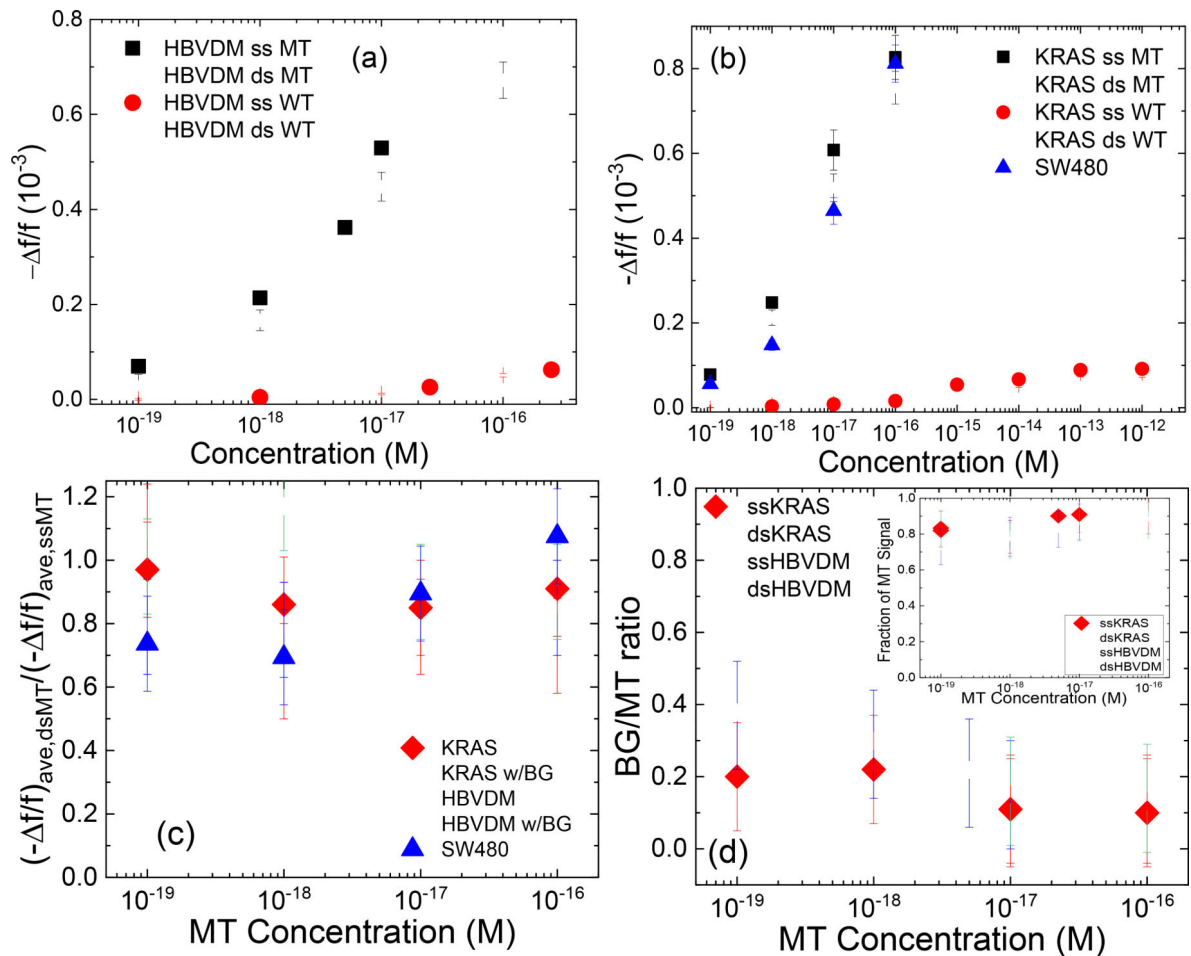 (a)
HBVDM ss MT
HBVDM ds MT
HBVDM ss WT
HBVDM ds WT
−Δf/f (10⁻³)
0.8
0.6
0.4
0.2
0.0
10⁻¹⁹ 10⁻¹⁸ 10⁻¹⁷ 10⁻¹⁶
Concentration (M)
(b)
KRAS ss MT
KRAS ds MT
KRAS ss WT
KRAS ds WT
SW480
-Δf/f (10⁻³)
0.8
0.6
0.4
0.2
0.0
10⁻¹⁹ 10⁻¹⁸ 10⁻¹⁷ 10⁻¹⁶ 10⁻¹⁵ 10⁻¹⁴ 10⁻¹³ 10⁻¹²
Concentration (M)
(-Δf/f)ave,dsMT/(-Δf/f)ave,ssMT
1.2
1.0
0.8
0.6
0.4
0.2
0.0
KRAS
KRAS w/BG
HBVDM
HBVDM w/BG
SW480
(c)
10⁻¹⁹ 10⁻¹⁸ 10⁻¹⁷ 10⁻¹⁶
MT Concentration (M)
BG/MT ratio
1.0
0.8
0.6
0.4
0.2
0.0
ssKRAS
dsKRAS
ssHBVDM
dsHBVDM
Fraction of MT Signal
1.0
0.8
0.6
0.4
0.2
0.0
ssKRAS
dsKRAS
ssHBVDM
dsHBVDM
10⁻¹⁹ 10⁻¹⁸ 10⁻¹⁷ 10⁻¹⁶
MT Concentration (M)
(d)
10⁻¹⁹ 10⁻¹⁸ 10⁻¹⁷ 10⁻¹⁶
MT Concentration (M)